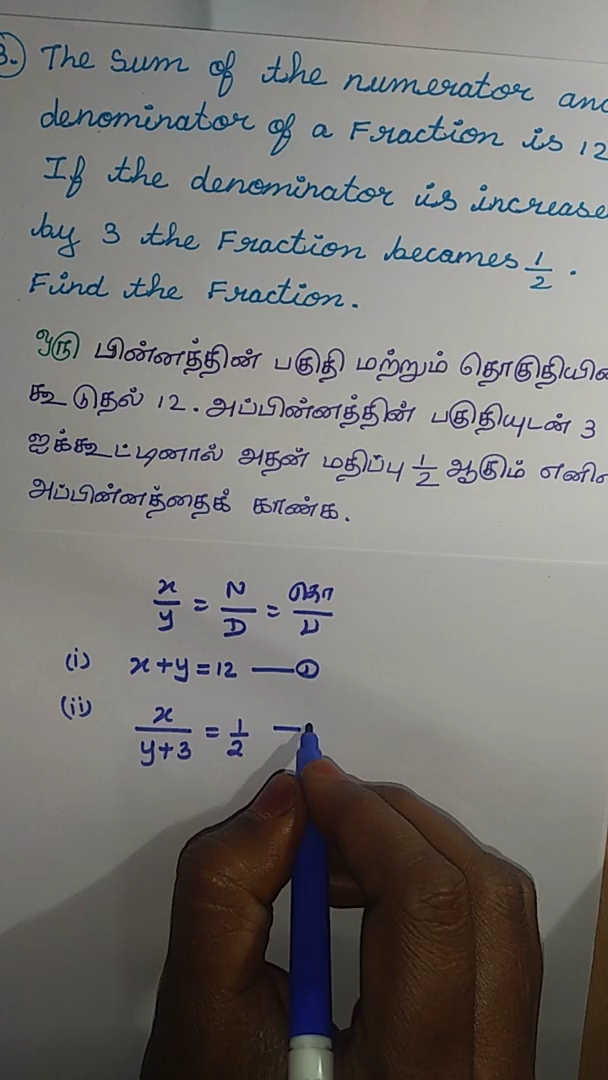 3. The Sum of the numerator and
denominator of a Fraction is 12
If the denominator is increase
by 3 the Fraction becomes 1/2 .
Find the Fraction.
ஒரு பின்னத்தின் பகுதி மற்றும் தொகுதியின்
கூடுதல் 12. அப்பின்னத்தின் பகுதியுடன் 3
ஐக்கூட்டினால் அதன் மதிப்பு 1/2 ஆகும் எனின்
அப்பின்னத்தைக் காண்க.
x/y = N/D = தொ/ப
(i) x+y=12 —①
(ii) x/(y+3) = 1/2 —